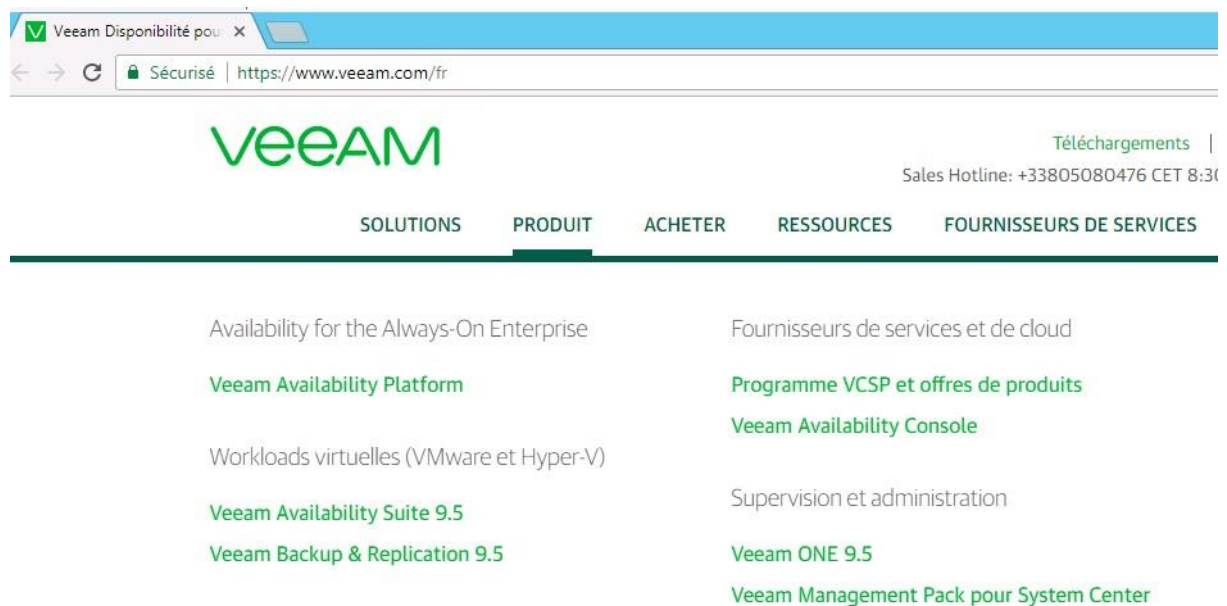 Veeam Disponibilité pou
Sécurisé | https://www.veeam.com/fr
veeAM
Téléchargements |
Sales Hotline: +33805080476 CET 8:30
SOLUTIONS PRODUIT ACHETER RESSOURCES FOURNISSEURS DE SERVICES
Availability for the Always-On Enterprise
Veeam Availability Platform
Workloads virtuelles (VMware et Hyper-V)
Veeam Availability Suite 9.5
Veeam Backup & Replication 9.5
Fournisseurs de services et de cloud
Programme VCSP et offres de produits
Veeam Availability Console
Supervision et administration
Veeam ONE 9.5
Veeam Management Pack pour System Center